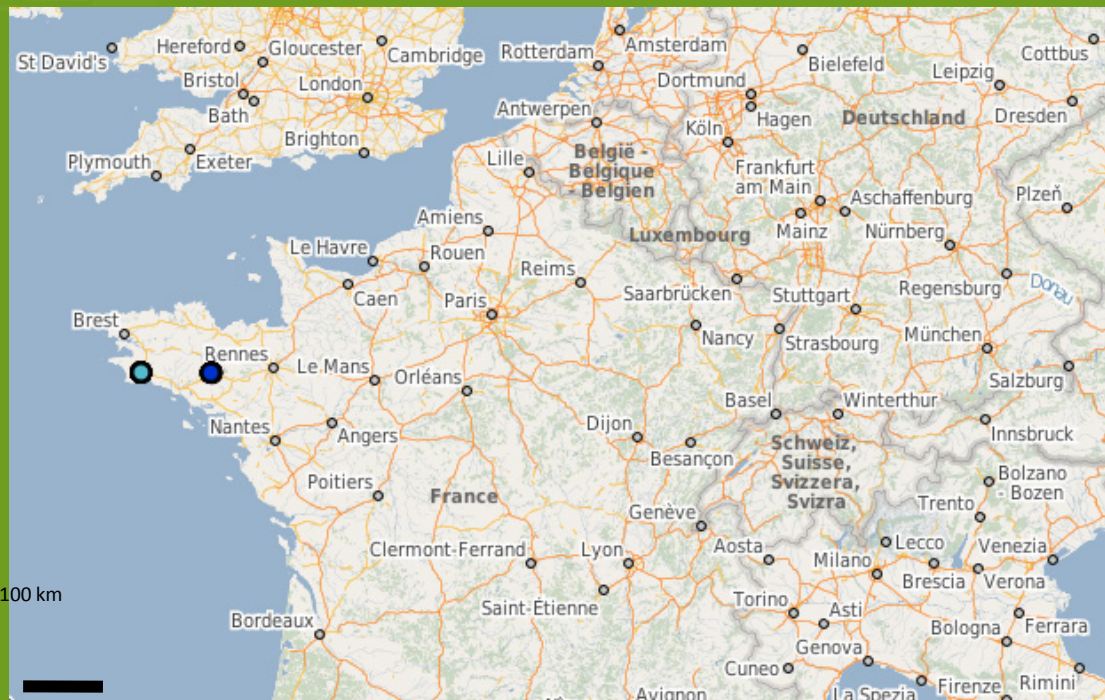 St David's
Hereford
Gloucester
Cambridge
Bristol
London
Bath
Brighton
Plymouth
Exeter
Rotterdam
Amsterdam
Antwerpen
Lille
België -
Belgique
- Belgien
Dortmund
Bielefeld
Hagen
Köln
Deutschland
Leipzig
Cottbus
Dresden
Frankfurt
am Main
Aschaffenburg
Mainz
Nürnberg
Plzeň
Luxembourg
Amiens
Le Havre
Rouen
Caen
Reims
Paris
Saarbrücken
Stuttgart
Regensburg
Donau
Nancy
Strasbourg
München
Salzburg
Brest
Rennes
Le Mans
Orléans
Nantes
Angers
Basel
Winterthur
Dijon
Besançon
Schweiz,
Suisse,
Svizzera,
Svizra
Innsbruck
Bolzano
- Bozen
Poitiers
France
Genève
Trento
Clermont-Ferrand
Lyon
Aosta
Lecco
Milano
Venezia
Brescia
Verona
100 km
Saint-Étienne
Bordeaux
Torino
Asti
Bologna
Ferrara
Genova
Cuneo
Avignon
La Spezia
Firenze
Rimini